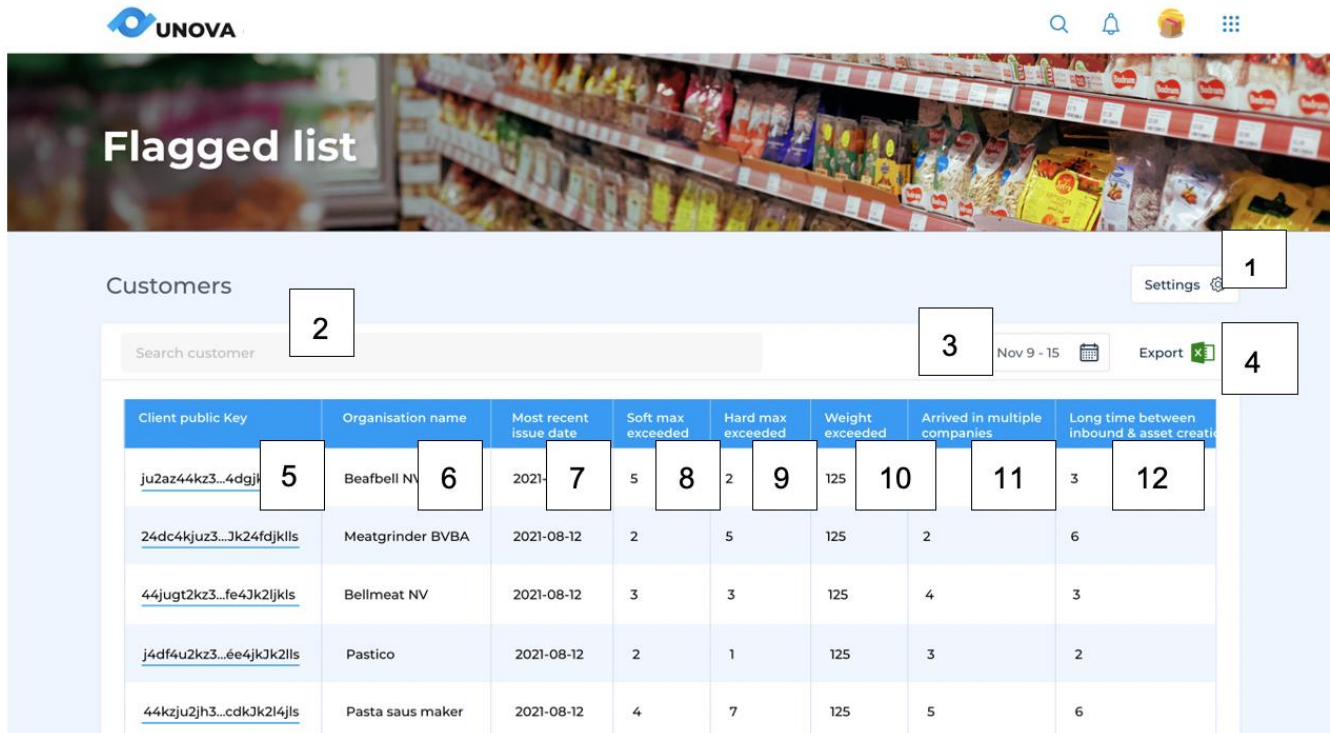 UNOVA
Flagged list
Customers
Settings
1
Search customer
2
3
Nov 9 - 15
Export
4
Client public Key Organisation name Most recent issue date Soft max exceeded Hard max exceeded Weight exceeded Arrived in multiple companies Long time between inbound & asset creatio
ju2az44kz3...4dgjk 5 Beafbell NV 6 2021- 7 5 8 2 9 125 10 11 3 12
24dc4kjuz3...Jk24fdjklls Meatgrinder BVBA 2021-08-12 2 5 125 2 6
44jugt2kz3...fe4Jk2ljkls Bellmeat NV 2021-08-12 3 3 125 4 3
j4df4u2kz3...ée4jkJk2lls Pastico 2021-08-12 2 1 125 3 2
44kzju2jh3...cdkJk2l4jls Pasta saus maker 2021-08-12 4 7 125 5 6